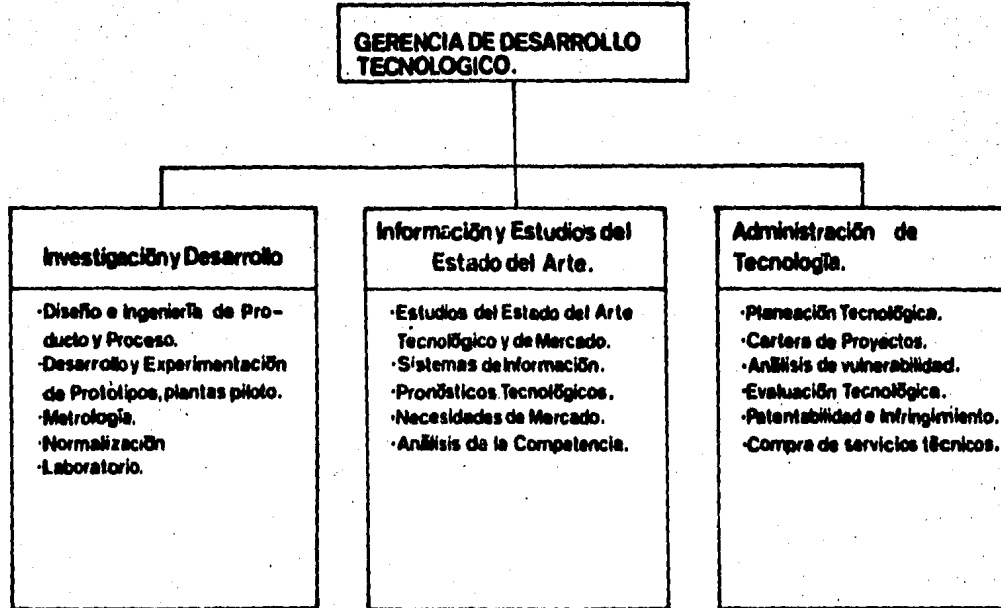 GERENCIA DE DESARROLLO
TECNOLOGICO.
Investigación y Desarrollo
·Diseño e Ingeniería de Pro-
ducto y Proceso.
·Desarrollo y Experimentación
de Protótipos, plantas piloto.
·Metrología.
·Normalización
·Laboratorio.
Información y Estudios del
Estado del Arte.
·Estudios del Estado del Arte
Tecnológico y de Mercado.
·Sistemas de Información.
·Pronósticos Tecnológicos.
·Necesidades de Mercado.
·Análisis de la Competencia.
Administración de
Tecnología.
·Planeación Tecnológica.
·Cartera de Proyectos.
·Análisis de vulnerabilidad.
·Evaluación Tecnológica.
·Patentabilidad e Infringimiento.
·Compra de servicios técnicos.